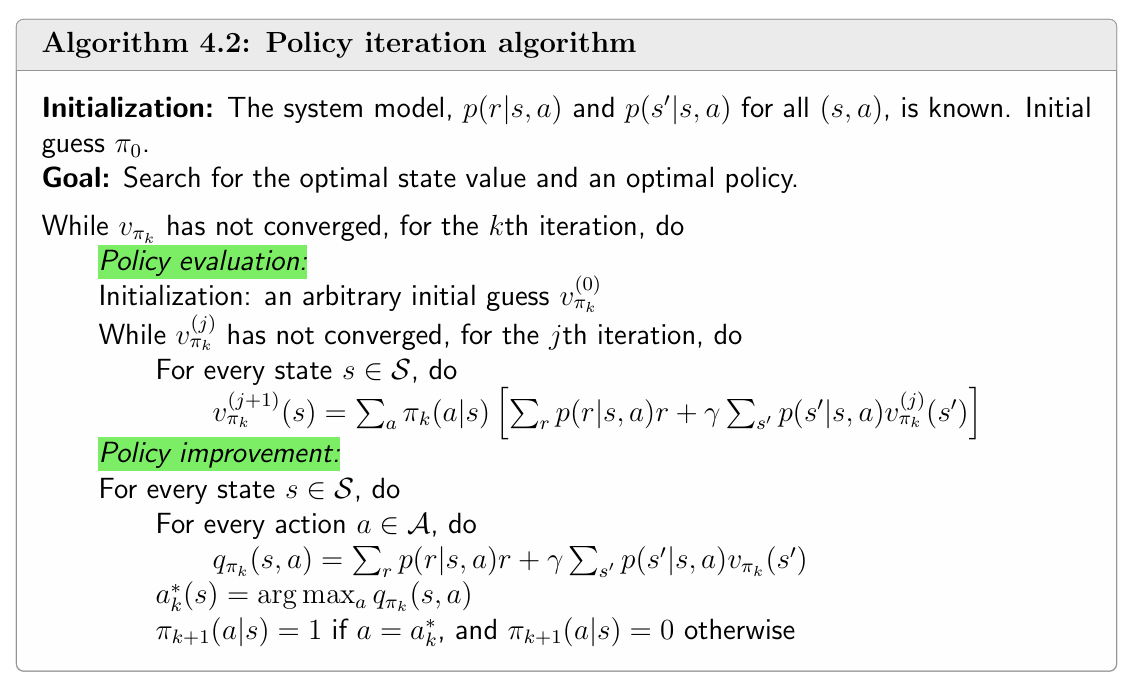 Algorithm 4.2: Policy iteration algorithm
Initialization: The system model, $p(r|s, a)$ and $p(s'|s, a)$ for all $(s, a)$, is known. Initial
guess $\pi_0$.
Goal: Search for the optimal state value and an optimal policy.
While $v_{\pi_k}$ has not converged, for the $k$th iteration, do
Policy evaluation:
Initialization: an arbitrary initial guess $v_{\pi_k}^{(0)}$
While $v_{\pi_k}^{(j)}$ has not converged, for the $j$th iteration, do
For every state $s \in \mathcal{S}$, do
$v_{\pi_k}^{(j+1)}(s) = \sum_a \pi_k(a|s) \left[ \sum_r p(r|s, a)r + \gamma \sum_{s'} p(s'|s, a)v_{\pi_k}^{(j)}(s') \right]$
Policy improvement:
For every state $s \in \mathcal{S}$, do
For every action $a \in \mathcal{A}$, do
$q_{\pi_k}(s, a) = \sum_r p(r|s, a)r + \gamma \sum_{s'} p(s'|s, a)v_{\pi_k}(s')$
$a_k^*(s) = \arg\max_a q_{\pi_k}(s, a)$
$\pi_{k+1}(a|s) = 1$ if $a = a_k^*$, and $\pi_{k+1}(a|s) = 0$ otherwise